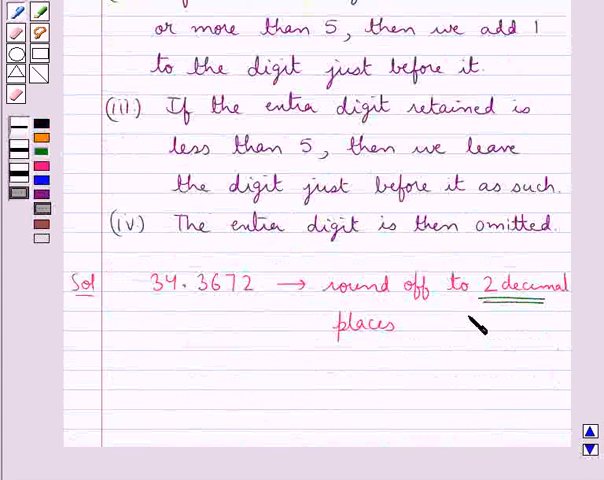 or more than 5, then we add 1
to the digit just before it.
(iii.) If the extra digit retained is
less than 5, then we leave
the digit just before it as such.
(iv.) The extra digit is then omitted.
Sol 34.3672 → round off to 2 decimal
places